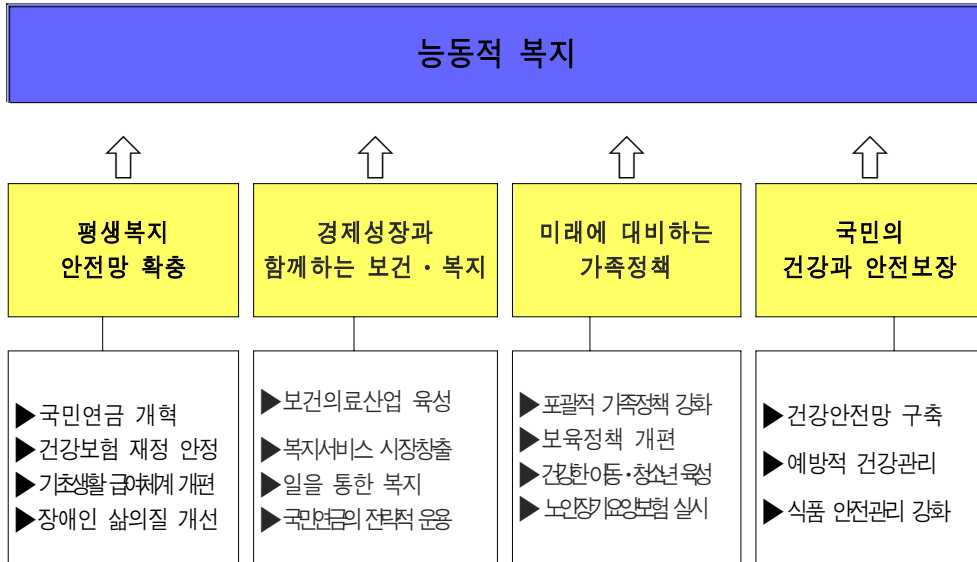 능동적 복지
평생복지
안전망 확충
경제성장과
함께하는 보건·복지
미래에 대비하는
가족정책
국민의
건강과 안전보장
▶국민연금 개혁
▶건강보험 재정 안정
▶기초생활 급여체계 개편
▶장애인 삶의질 개선
▶보건의료산업 육성
▶복지서비스 시장창출
▶일을 통한 복지
▶국민연금의 전략적 운용
▶포괄적 가족정책 강화
▶보육정책 개편
▶건강한 아동·청소년 육성
▶노인장기요양보험 실시
▶건강안전망 구축
▶예방적 건강관리
▶식품 안전관리 강화